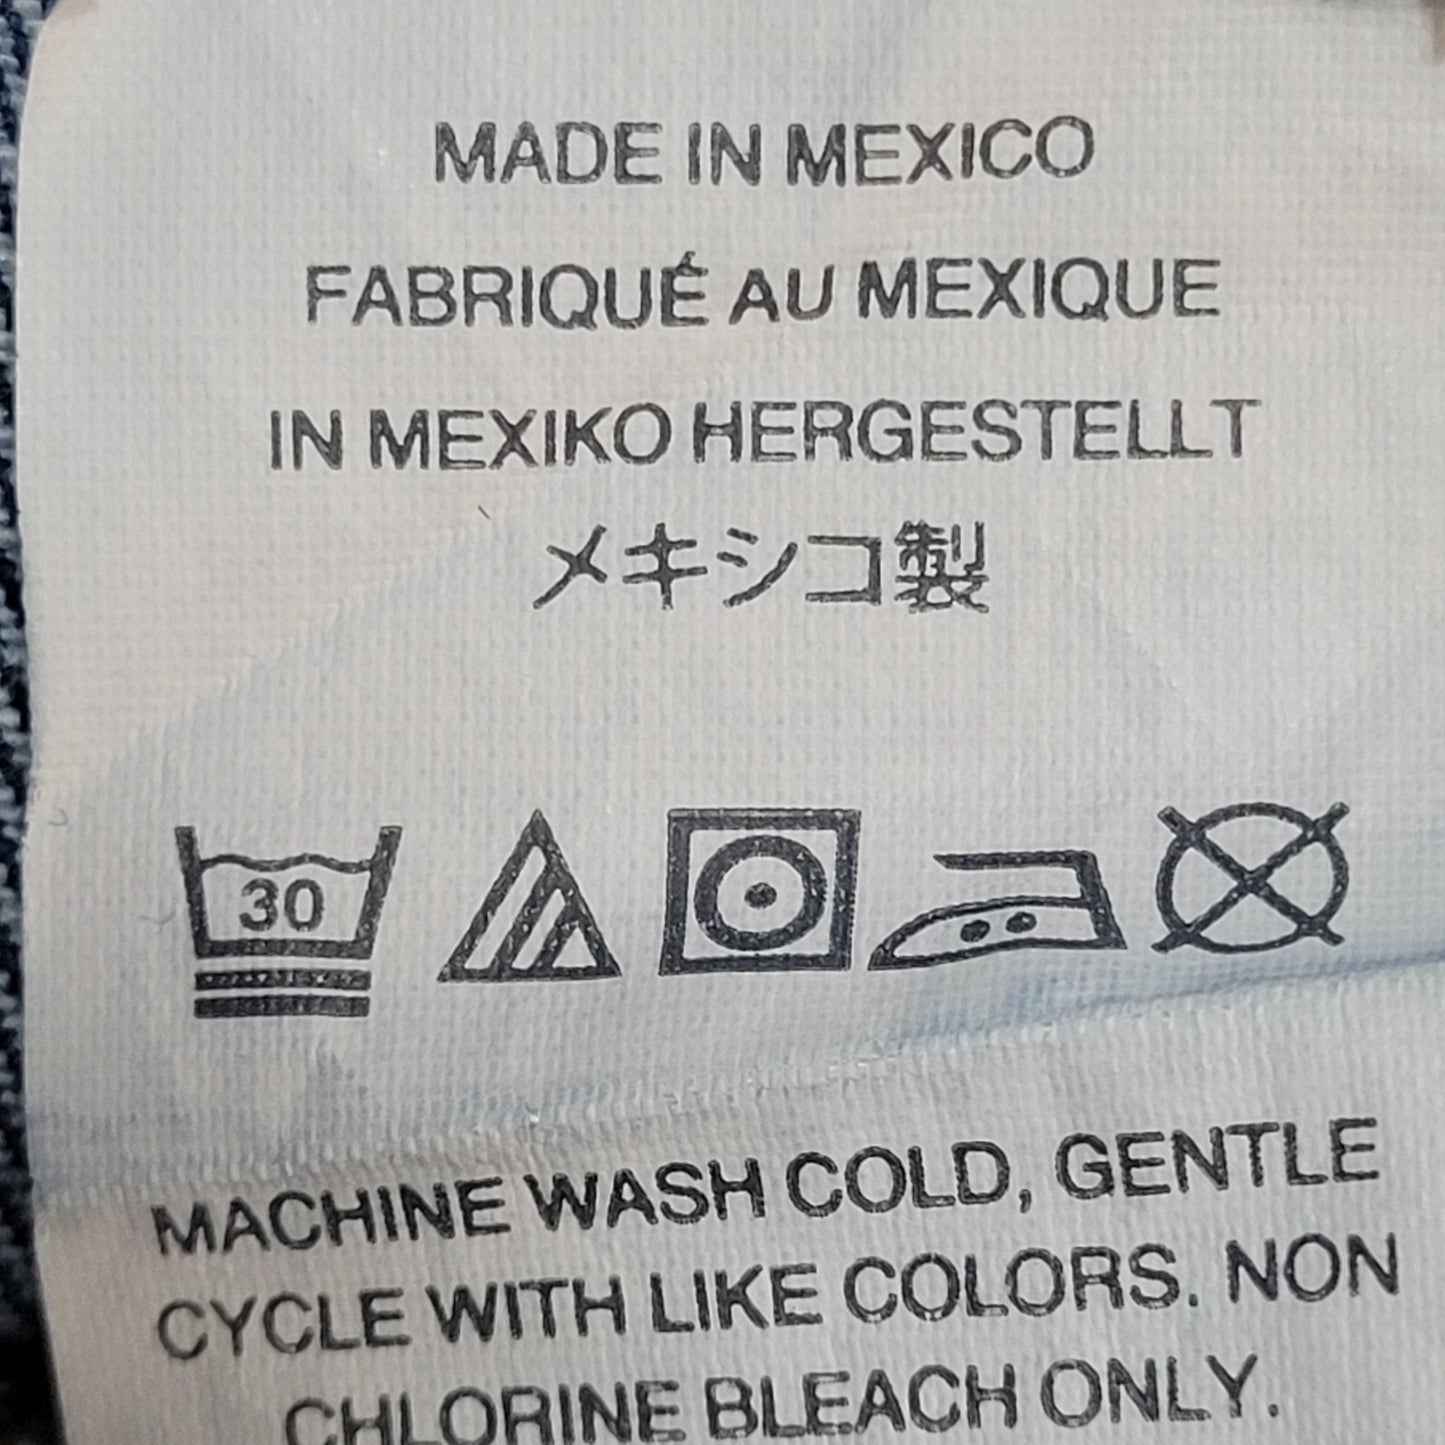 MADE IN MEXICO
FABRIQUÉ AU MEXIQUE
IN MEXIKO HERGESTELLT
メキシコ製
30
MACHINE WASH COLD, GENTLE
CYCLE WITH LIKE COLORS. NON
CHLORINE BLEACH ONLY.